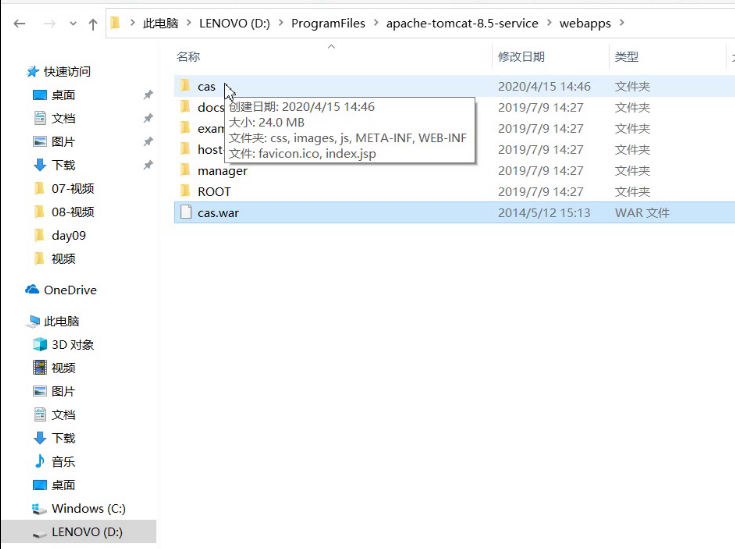 此电脑 > LENOVO (D:) > ProgramFiles > apache-tomcat-8.5-service > webapps >
名称 修改日期 类型
快速访问
桌面
文档
图片
下载
07-视频
08-视频
day09
视频
OneDrive
此电脑
3D 对象
视频
图片
文档
下载
音乐
桌面
Windows (C:)
LENOVO (D:)
cas 2020/4/15 14:46 文件夹
docs 2019/7/9 14:27 文件夹
exam 2019/7/9 14:27 文件夹
host- 2019/7/9 14:27 文件夹
manager 2019/7/9 14:27 文件夹
ROOT 2019/7/9 14:27 文件夹
cas.war 2014/5/12 15:13 WAR 文件
创建日期: 2020/4/15 14:46
大小: 24.0 MB
文件夹: css, images, js, META-INF, WEB-INF
文件: favicon.ico, index.jsp